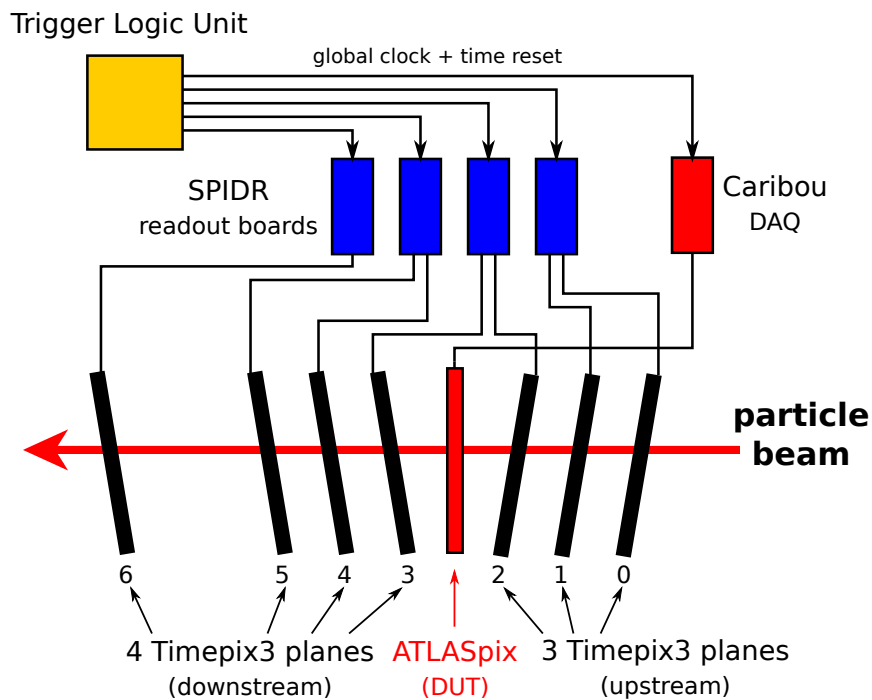 Trigger Logic Unit
global clock + time reset
SPIDR
readout boards
Caribou
DAQ
particle
beam
6 5 4 3 2 1 0
4 Timepix3 planes
(downstream)
ATLASpix
(DUT)
3 Timepix3 planes
(upstream)